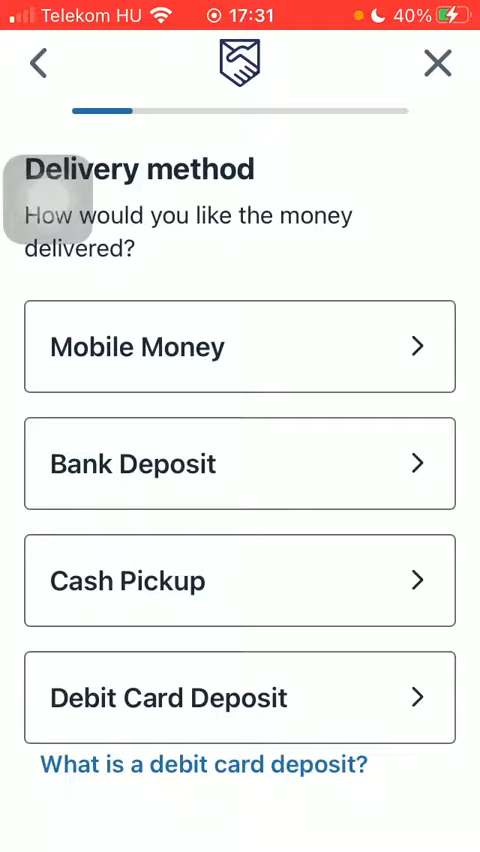 Telekom HU 17:31 40%
Delivery method
How would you like the money
delivered?
Mobile Money
Bank Deposit
Cash Pickup
Debit Card Deposit
What is a debit card deposit?